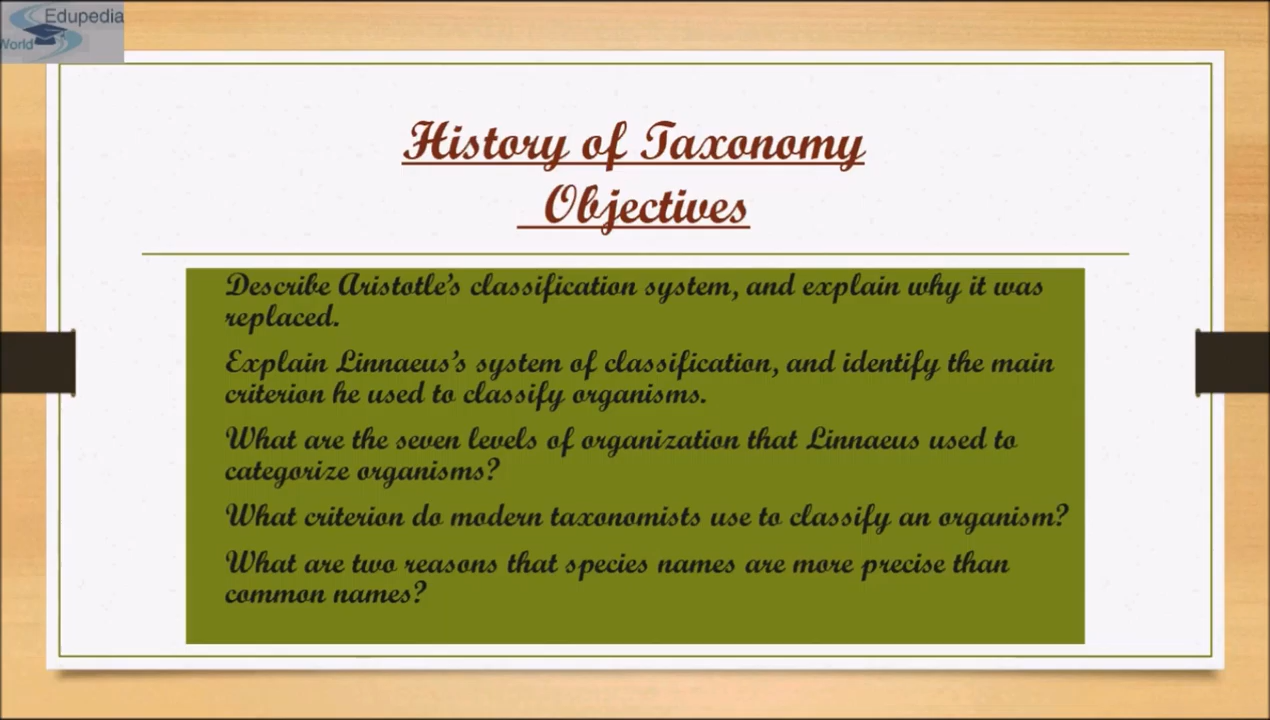 Edupedia
World
History of Taxonomy
Objectives
Describe Aristotle's classification system, and explain why it was
replaced.
Explain Linnaeus's system of classification, and identify the main
criterion he used to classify organisms.
What are the seven levels of organization that Linnaeus used to
categorize organisms?
What criterion do modern taxonomists use to classify an organism?
What are two reasons that species names are more precise than
common names?